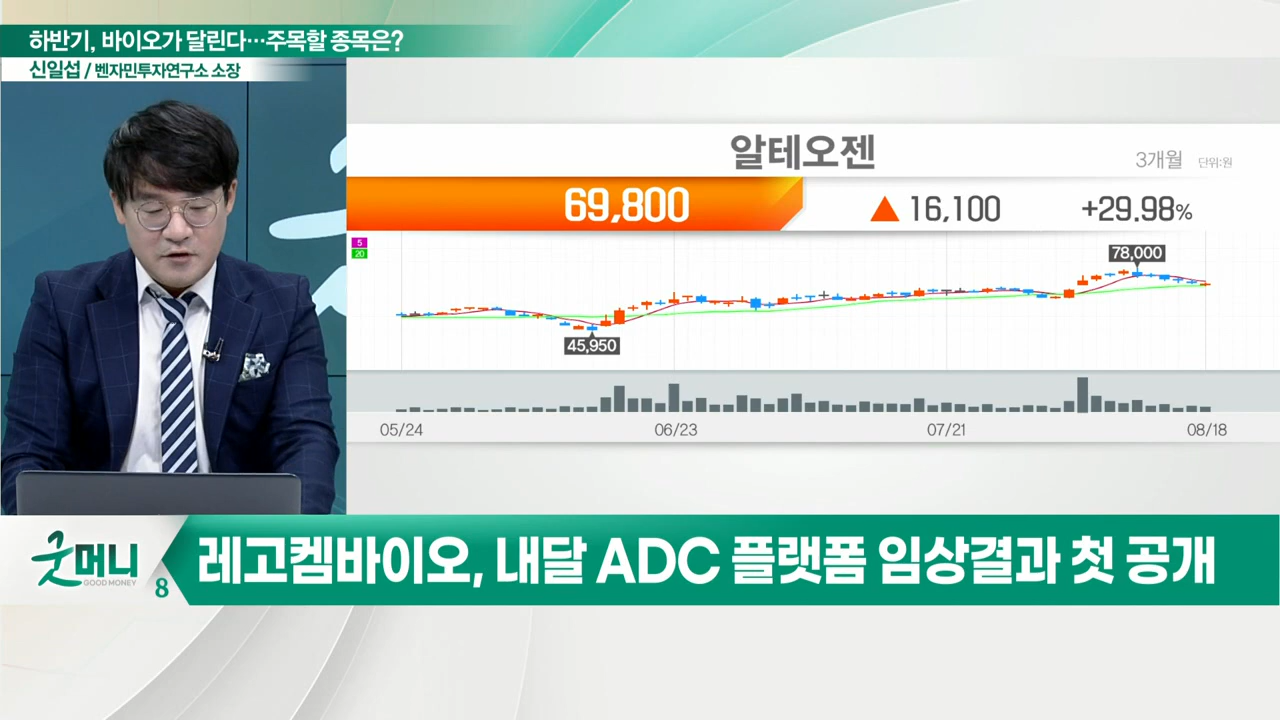 하반기, 바이오가 달린다…주목할 종목은?
신일섭 / 벤자민투자연구소 소장
알테오젠
3개월 단위:원
69,800 ▲ 16,100 +29.98%
5
20
78,000
45,950
05/24 06/23 07/21 08/18
굿머니
GOOD MONEY
8
레고켐바이오, 내달 ADC 플랫폼 임상결과 첫 공개